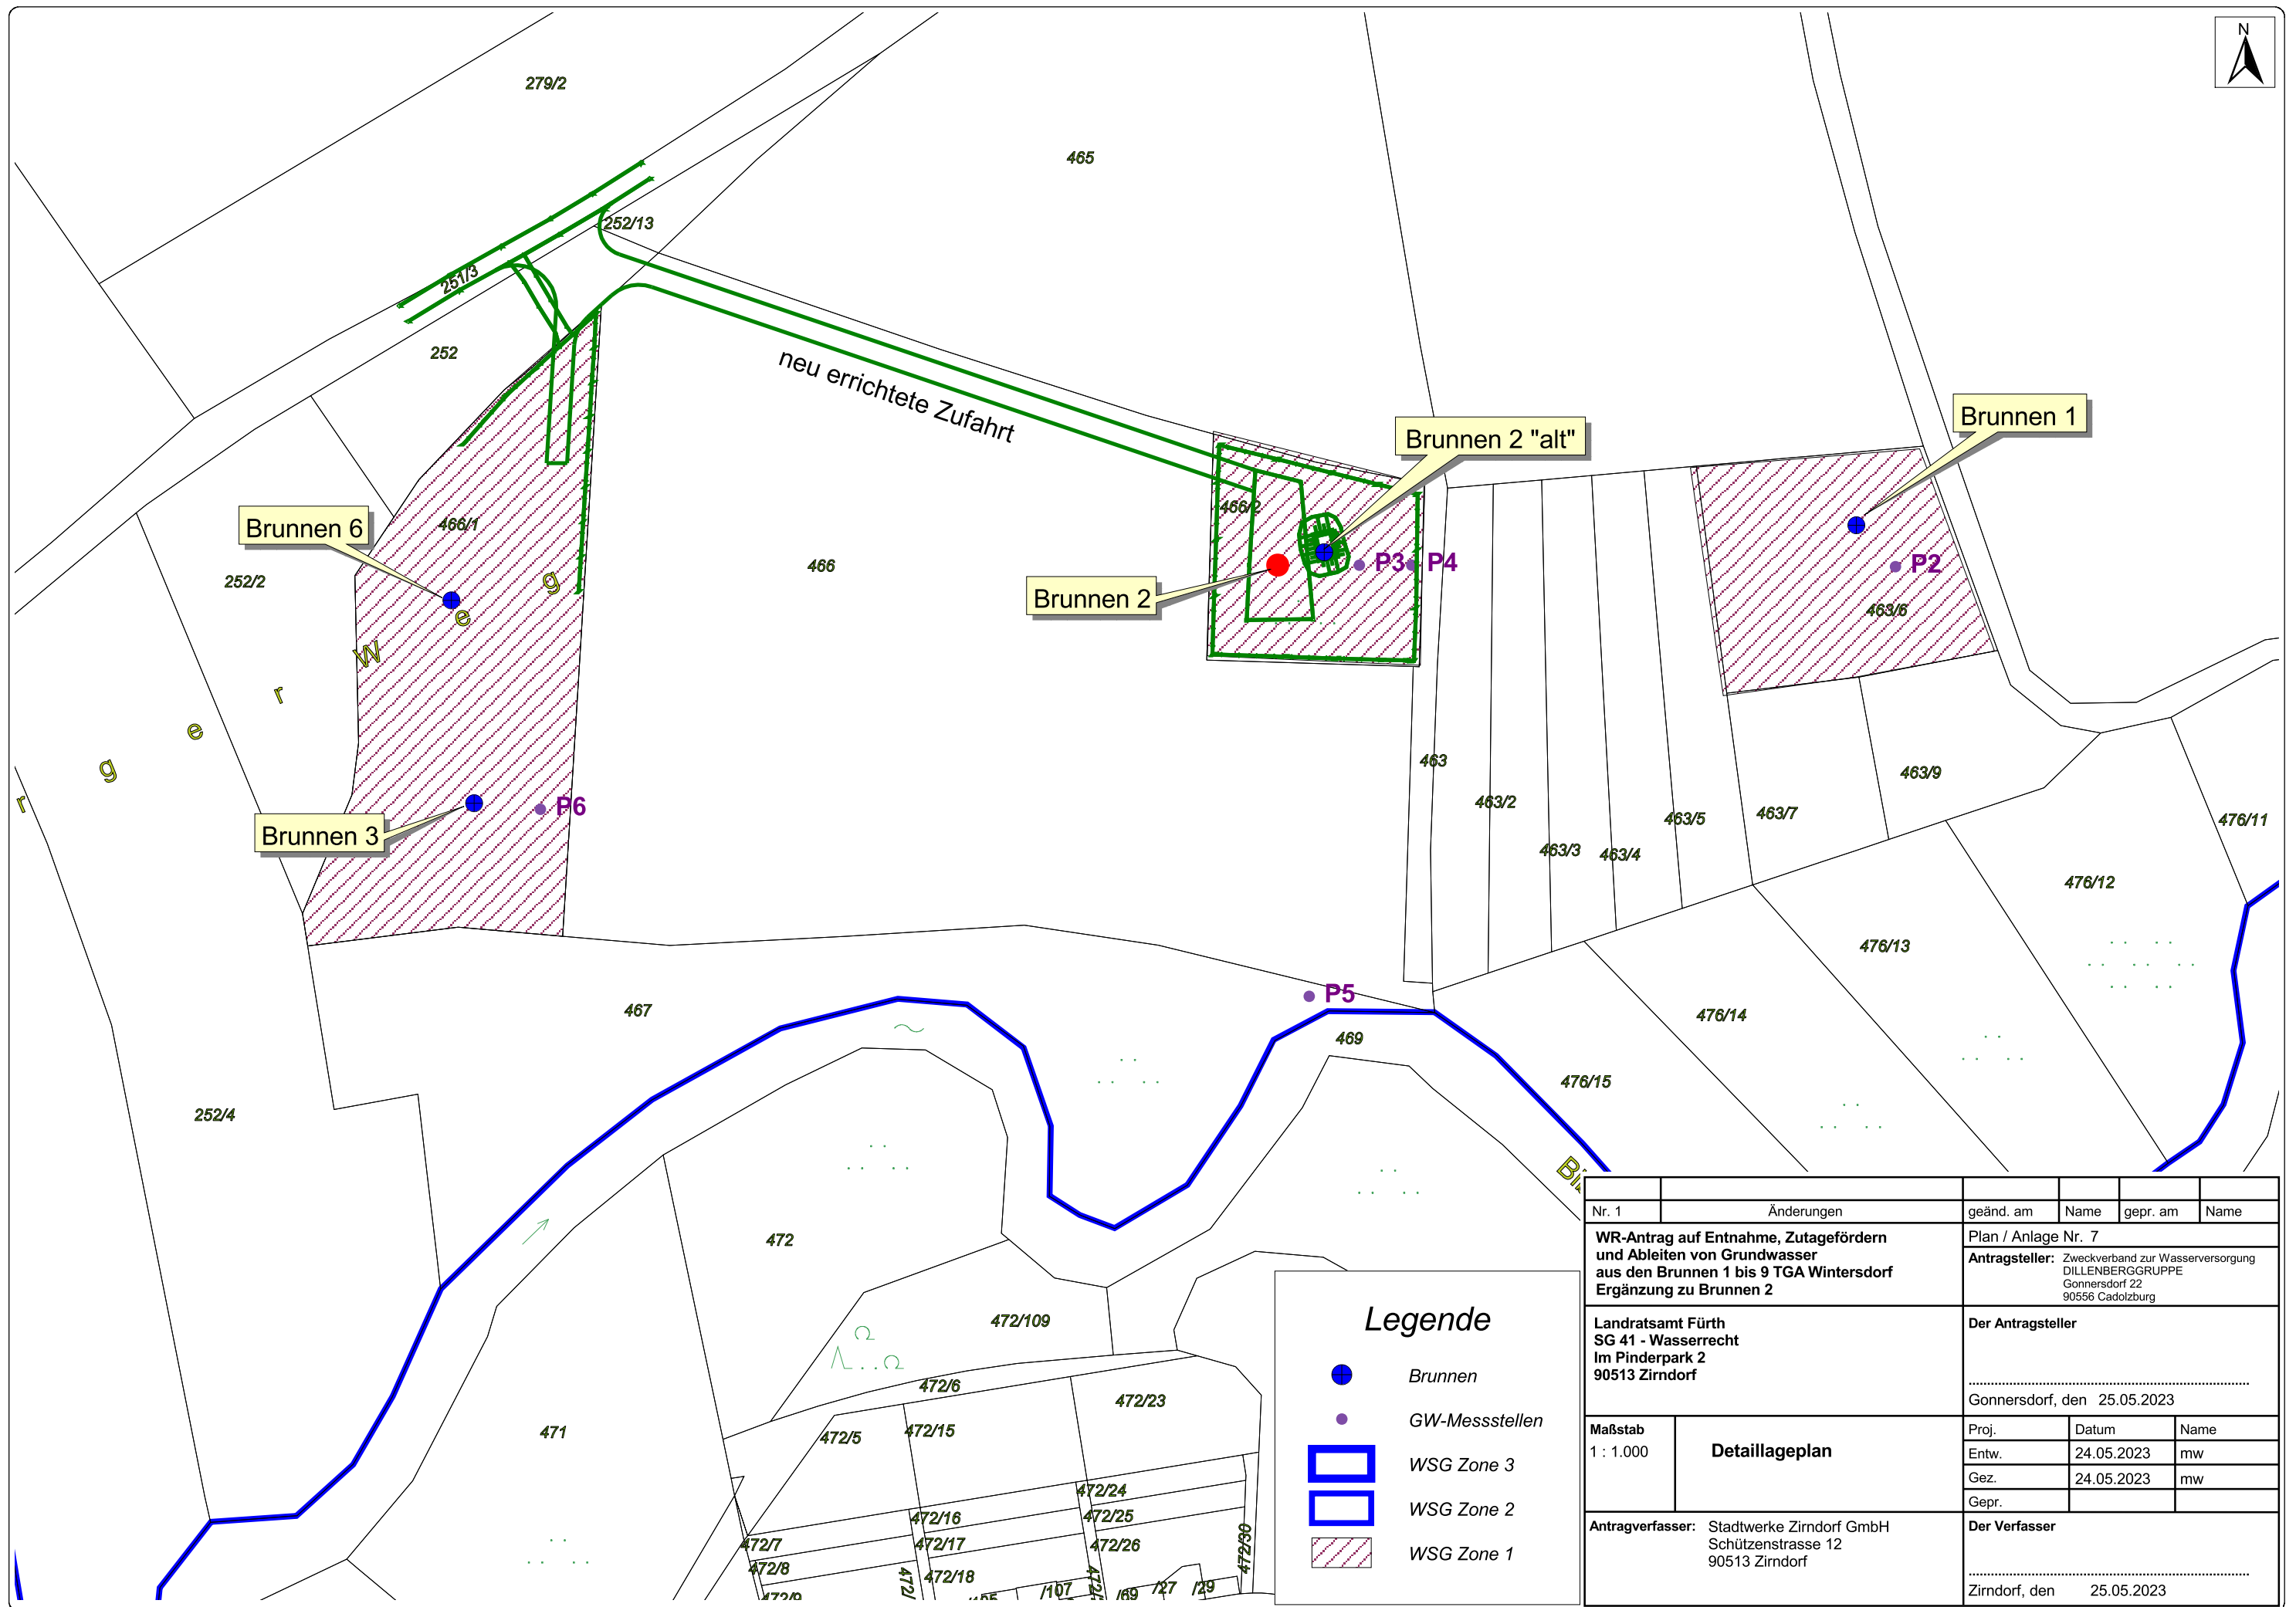 N
279/2
465
252/13
251/3
252
neu errichtete Zufahrt
Brunnen 1
Brunnen 2 "alt"
466/2
466/1
Brunnen 6
466
P3
P4
P2
252/2
g
e
W
r
e
g
r
Brunnen 2
463/6
463
463/2
463/3
463/4
463/5
463/7
463/9
476/11
Brunnen 3
P6
476/12
476/13
P5
467
469
476/14
476/15
252/4
472
472/109
472/6
472/23
471
472/5
472/15
472/24
472/16
472/25
472/7
472/17
472/26
472/30
472/8
472/18
472/9
/107
/69
/27
/29
Legende
Brunnen
GW-Messstellen
WSG Zone 3
WSG Zone 2
WSG Zone 1
Nr. 1 Änderungen geänd. am Name gepr. am Name
WR-Antrag auf Entnahme, Zutagefördern
und Ableiten von Grundwasser
aus den Brunnen 1 bis 9 TGA Wintersdorf
Ergänzung zu Brunnen 2
Plan / Anlage Nr. 7
Antragsteller: Zweckverband zur Wasserversorgung
DILLENBERGGRUPPE
Gonnersdorf 22
90556 Cadolzburg
Landratsamt Fürth
SG 41 - Wasserrecht
Im Pinderpark 2
90513 Zirndorf
Der Antragsteller
Gonnersdorf, den 25.05.2023
Maßstab
1 : 1.000
Detaillageplan
Proj. Datum Name
Entw. 24.05.2023 mw
Gez. 24.05.2023 mw
Gepr.
Antragverfasser: Stadtwerke Zirndorf GmbH
Schützenstrasse 12
90513 Zirndorf
Der Verfasser
Zirndorf, den 25.05.2023